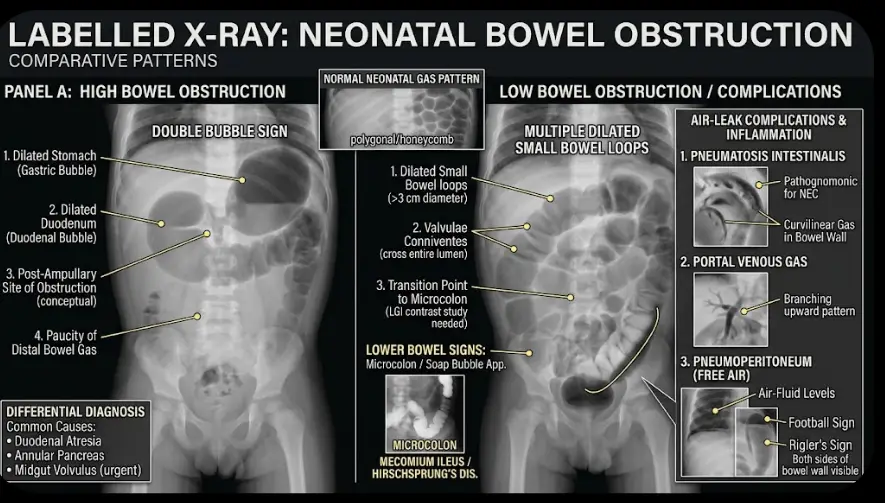 LABELLED X-RAY: NEONATAL BOWEL OBSTRUCTION
COMPARATIVE PATTERNS
PANEL A: HIGH BOWEL OBSTRUCTION
DOUBLE BUBBLE SIGN
1. Dilated Stomach
(Gastric Bubble)
2. Dilated
Duodenum
(Duodenal Bubble)
3. Post-Ampullary
Site of Obstruction
(conceptual)
4. Paucity of
Distal Bowel Gas
DIFFERENTIAL DIAGNOSIS
Common Causes:
• Duodenal Atresia
• Annular Pancreas
• Midgut Volvulus (urgent)
NORMAL NEONATAL GAS PATTERN
polygonal/honeycomb
LOW BOWEL OBSTRUCTION / COMPLICATIONS
MULTIPLE DILATED
SMALL BOWEL LOOPS
1. Dilated Small
Bowel loops
(>3 cm diameter)
2. Valvulae
Conniventes
(cross entire lumen)
3. Transition Point
to Microcolon
(LGI contrast study
needed)
LOWER BOWEL SIGNS:
Microcolon / Soap Bubble App.
MICROCOLON
MECOMIUM ILEUS /
HIRSCHSPRUNG'S DIS.
AIR-LEAK COMPLICATIONS &
INFLAMMATION
1. PNEUMATOSIS INTESTINALIS
Pathognomonic
for NEC
Curvilinear Gas
in Bowel Wall
2. PORTAL VENOUS GAS
Branching
upward pattern
3. PNEUMOPERITONEUM
(FREE AIR)
Air-Fluid Levels
Football Sign
Rigler's Sign
Both sides of
bowel wall visible